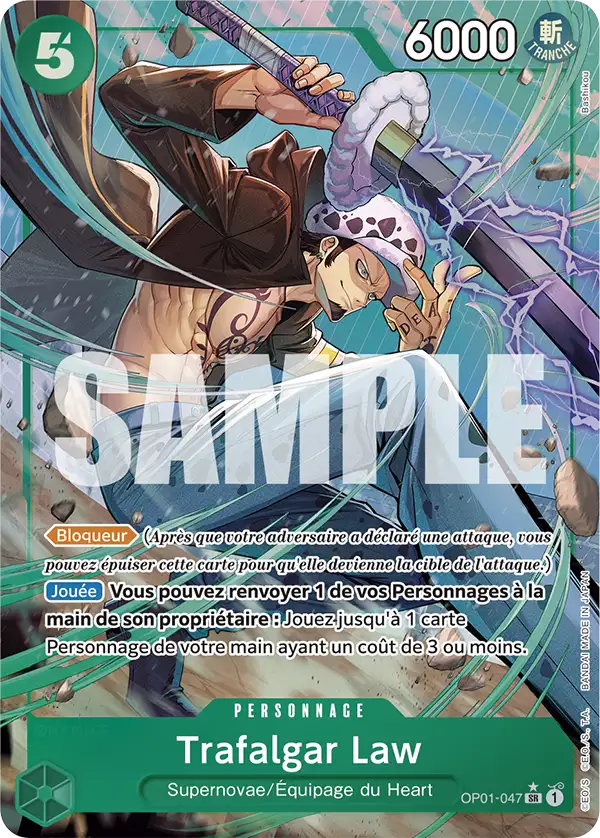 5
6000
斬
TRANCHE
Bashikou
DEA
SAMPLE
Bloqueur (Après que votre adversaire a déclaré une attaque, vous
pouvez épuiser cette carte pour qu'elle devienne la cible de l'attaque.)
Jouée Vous pouvez renvoyer 1 de vos Personnages à la
main de son propriétaire : Jouez jusqu'à 1 carte
Personnage de votre main ayant un coût de 3 ou moins.
PERSONNAGE
Trafalgar Law
Supernovae/Équipage du Heart
OP01-047 SR 1
©EO/S ©E.O./S., T.A. BANDAI MADE IN JAPAN